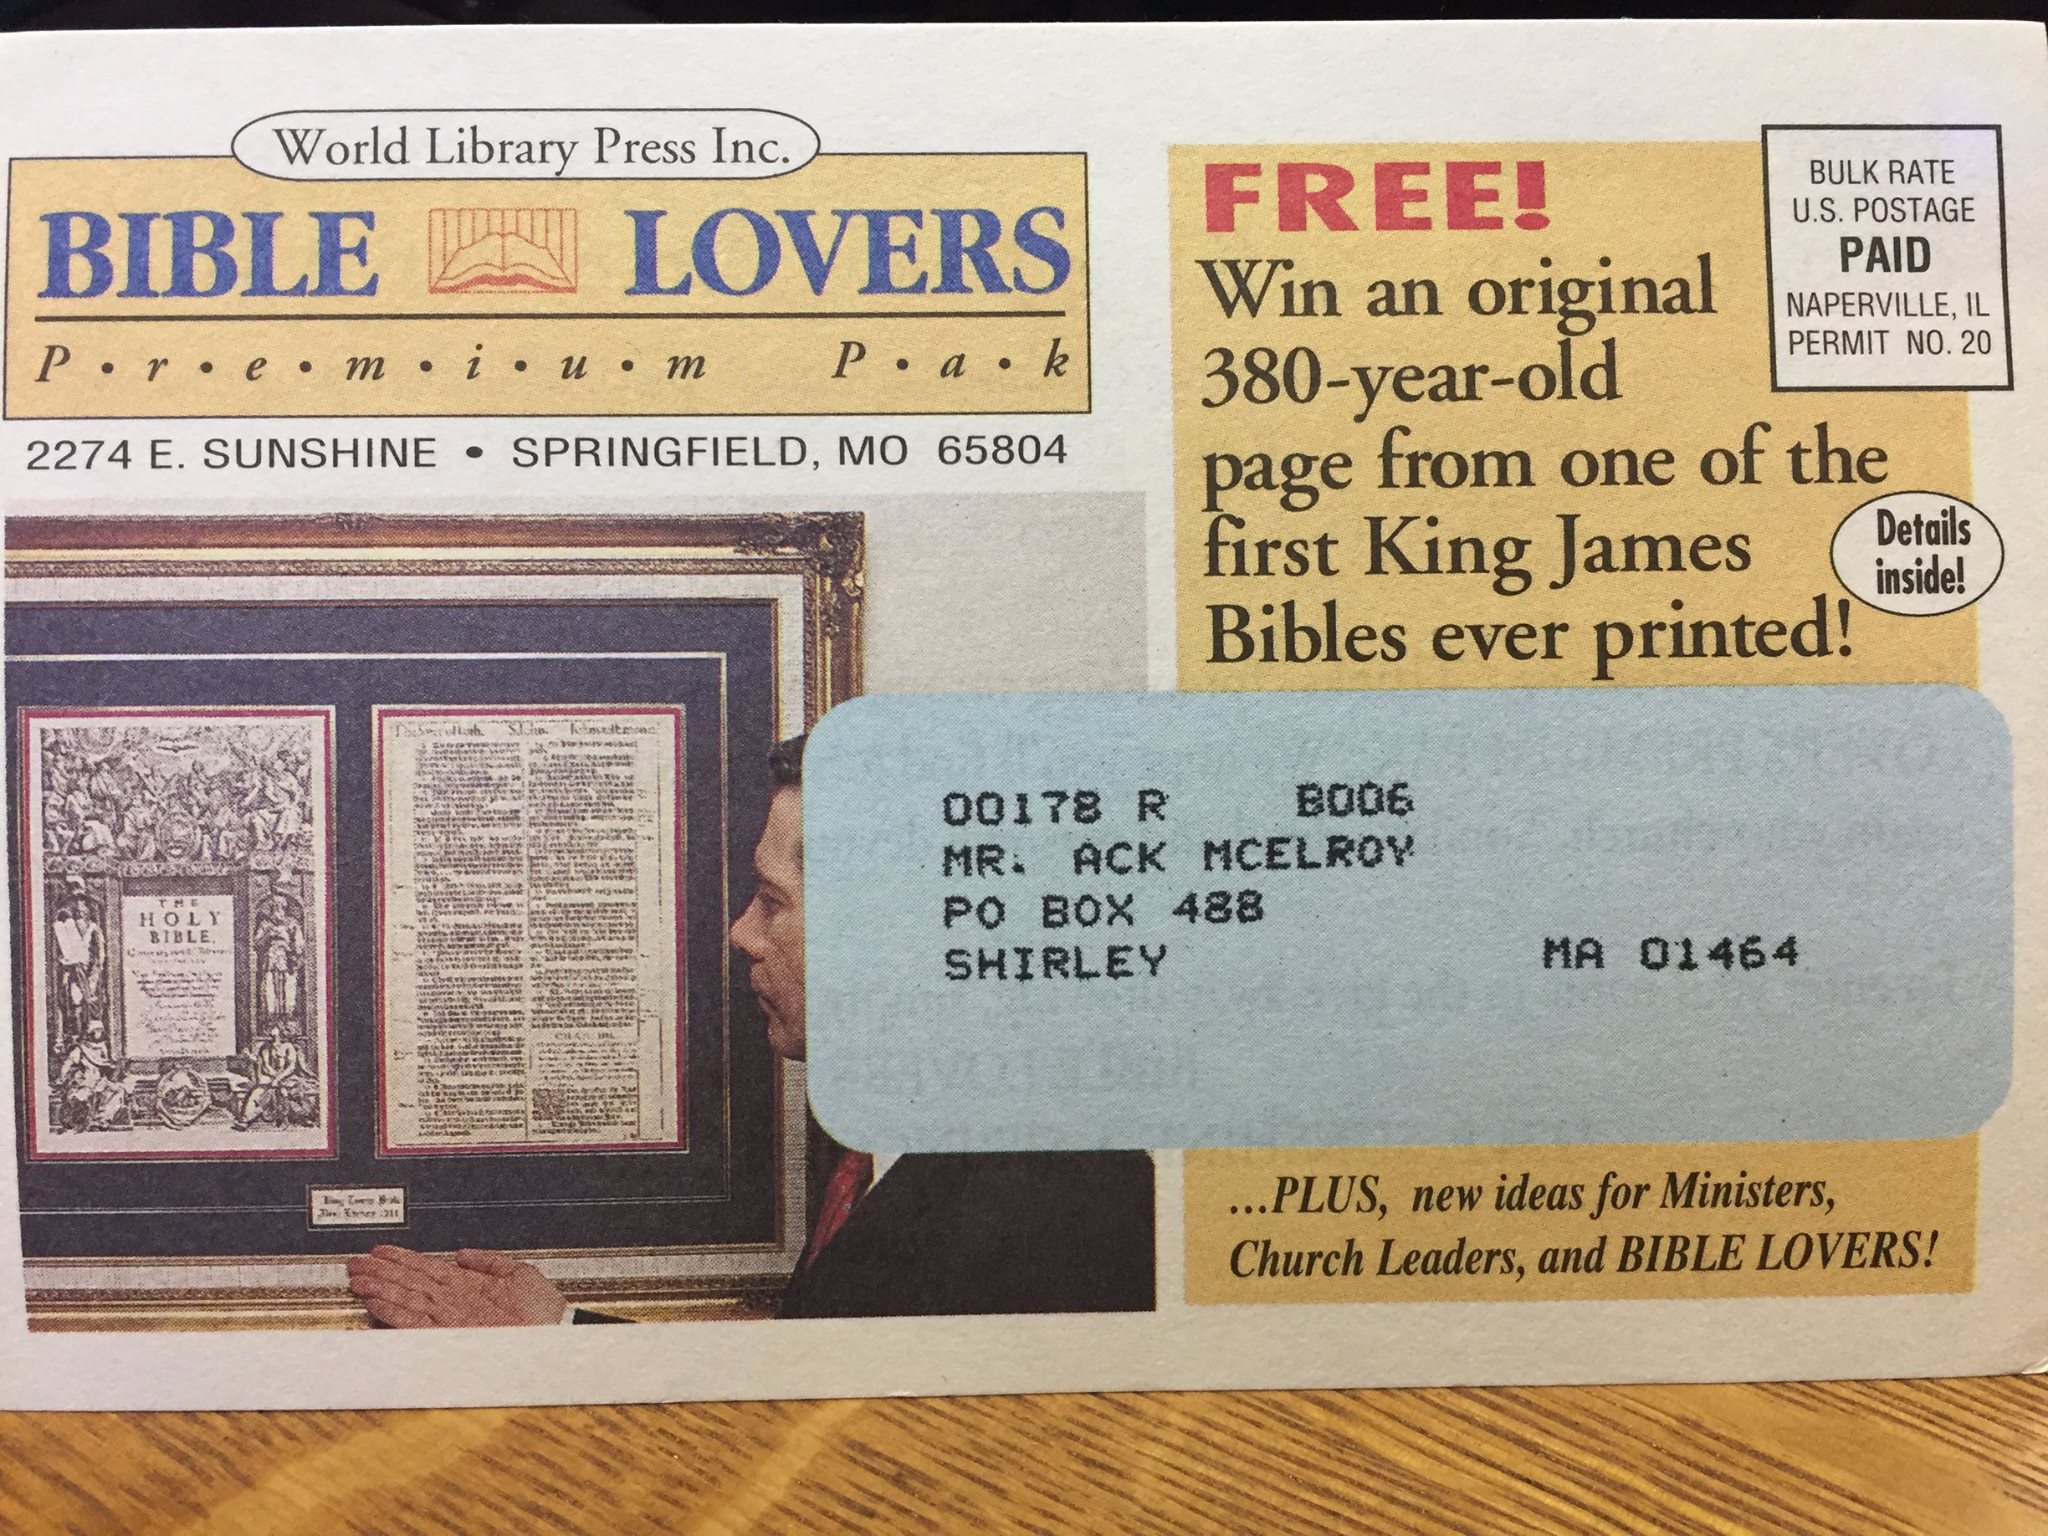 World Library Press Inc.
BIBLE LOVERS
P·r·e·m·i·u·m P·a·k
2274 E. SUNSHINE • SPRINGFIELD, MO 65804
FREE!
Win an original
380-year-old
page from one of the
first King James
Bibles ever printed!
Details
inside!
BULK RATE
U.S. POSTAGE
PAID
NAPERVILLE, IL
PERMIT NO. 20
THE
HOLY
BIBLE,
00178 R B006
MR. ACK MCELROY
PO BOX 488
SHIRLEY MA 01464
...PLUS, new ideas for Ministers,
Church Leaders, and BIBLE LOVERS!